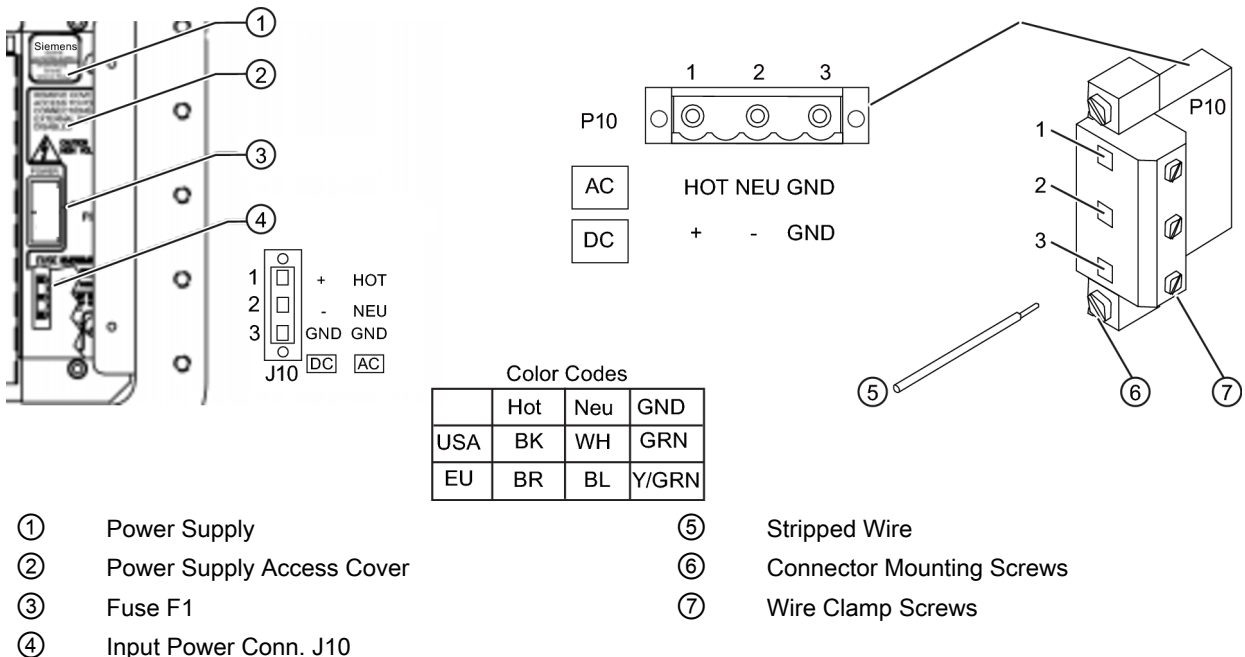 Siemens
①
②
CAUTION
③
④
1 + HOT
2 - NEU
3 GND GND
J10 DC AC
1 2 3
P10
AC HOT NEU GND
DC + - GND
P10
1
2
3
⑤
⑥
⑦
Color Codes
Hot Neu GND
USA BK WH GRN
EU BR BL Y/GRN
① Power Supply
② Power Supply Access Cover
③ Fuse F1
④ Input Power Conn. J10
⑤ Stripped Wire
⑥ Connector Mounting Screws
⑦ Wire Clamp Screws